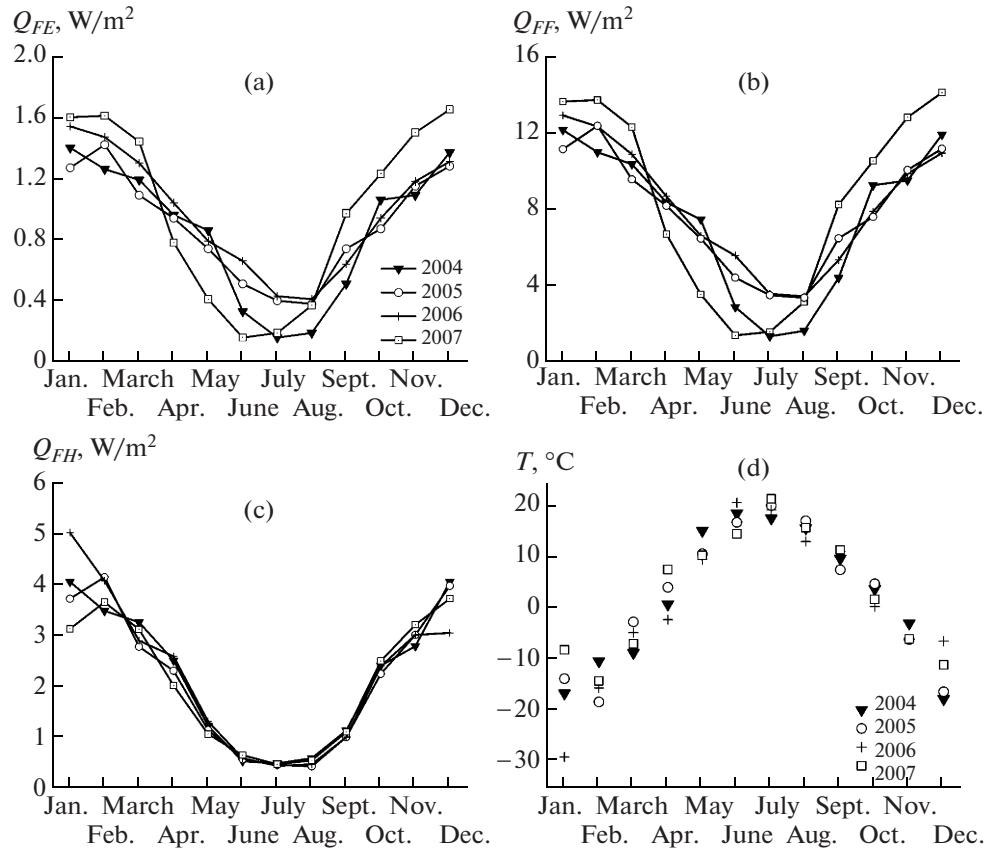 Q_FE, W/m²
2.0
1.6
1.2
0.8
0.4
0
(a)
2004
2005
2006
2007
Jan. March May July Sept. Nov.
Feb. Apr. June Aug. Oct. Dec.
Q_FF, W/m²
16
12
8
4
0
(b)
Jan. March May July Sept. Nov.
Feb. Apr. June Aug. Oct. Dec.
Q_FH, W/m²
6
5
4
3
2
1
0
(c)
Jan. March May July Sept. Nov.
Feb. Apr. June Aug. Oct. Dec.
T, °C
20
10
0
−10
−20
−30
(d)
2004
2005
2006
2007
Jan. March May July Sept. Nov.
Feb. Apr. June Aug. Oct. Dec.